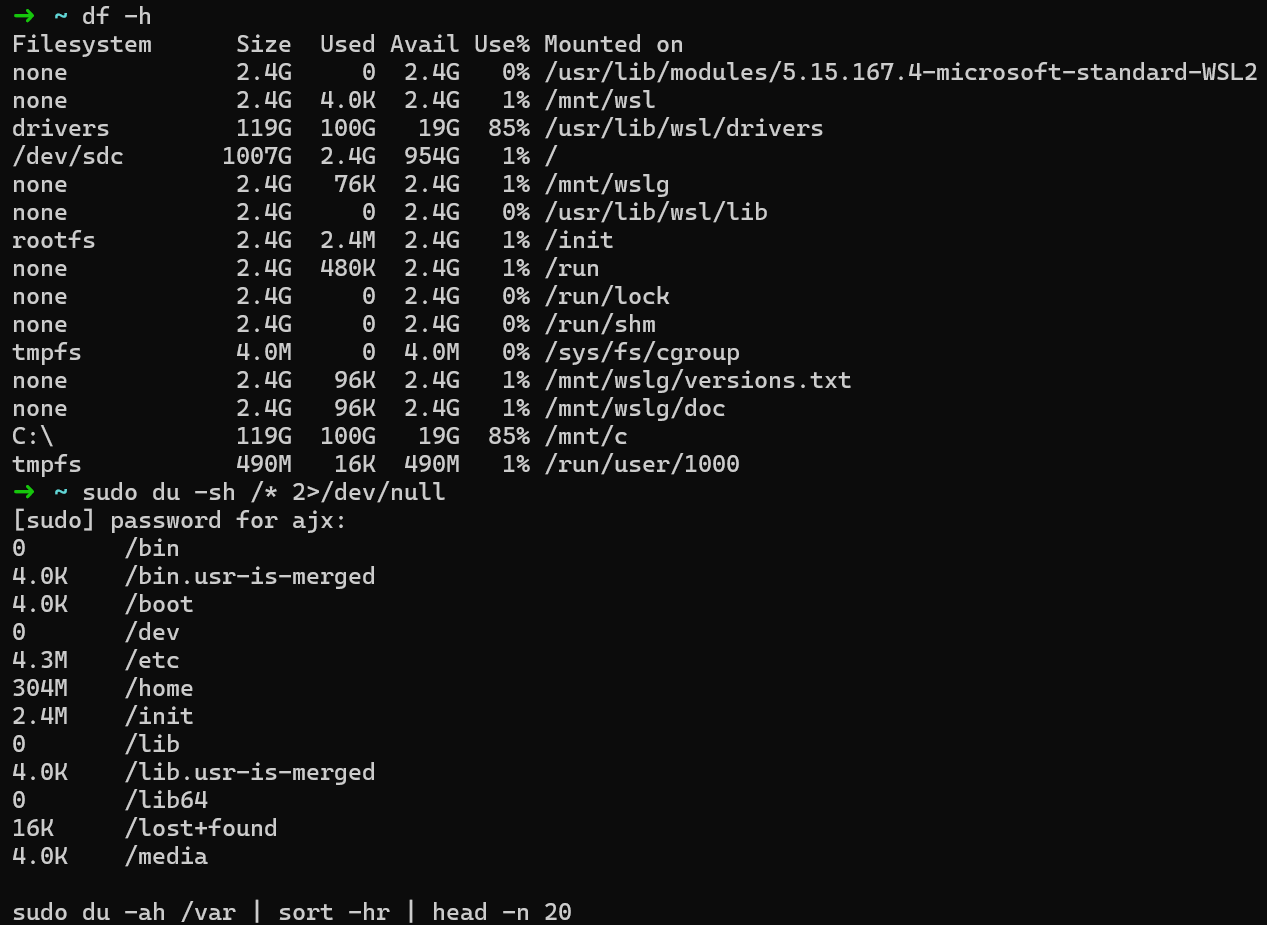 ➜ ~ df -h
Filesystem      Size  Used Avail Use% Mounted on
none            2.4G     0  2.4G   0% /usr/lib/modules/5.15.167.4-microsoft-standard-WSL2
none            2.4G  4.0K  2.4G   1% /mnt/wsl
drivers         119G  100G   19G  85% /usr/lib/wsl/drivers
/dev/sdc       1007G  2.4G  954G   1% /
none            2.4G   76K  2.4G   1% /mnt/wslg
none            2.4G     0  2.4G   0% /usr/lib/wsl/lib
rootfs          2.4G  2.4M  2.4G   1% /init
none            2.4G  480K  2.4G   1% /run
none            2.4G     0  2.4G   0% /run/lock
none            2.4G     0  2.4G   0% /run/shm
tmpfs           4.0M     0  4.0M   0% /sys/fs/cgroup
none            2.4G   96K  2.4G   1% /mnt/wslg/versions.txt
none            2.4G   96K  2.4G   1% /mnt/wslg/doc
C:\             119G  100G   19G  85% /mnt/c
tmpfs           490M   16K  490M   1% /run/user/1000
➜ ~ sudo du -sh /* 2>/dev/null
[sudo] password for ajx:
0       /bin
4.0K    /bin.usr-is-merged
4.0K    /boot
0       /dev
4.3M    /etc
304M    /home
2.4M    /init
0       /lib
4.0K    /lib.usr-is-merged
0       /lib64
16K     /lost+found
4.0K    /media
sudo du -ah /var | sort -hr | head -n 20